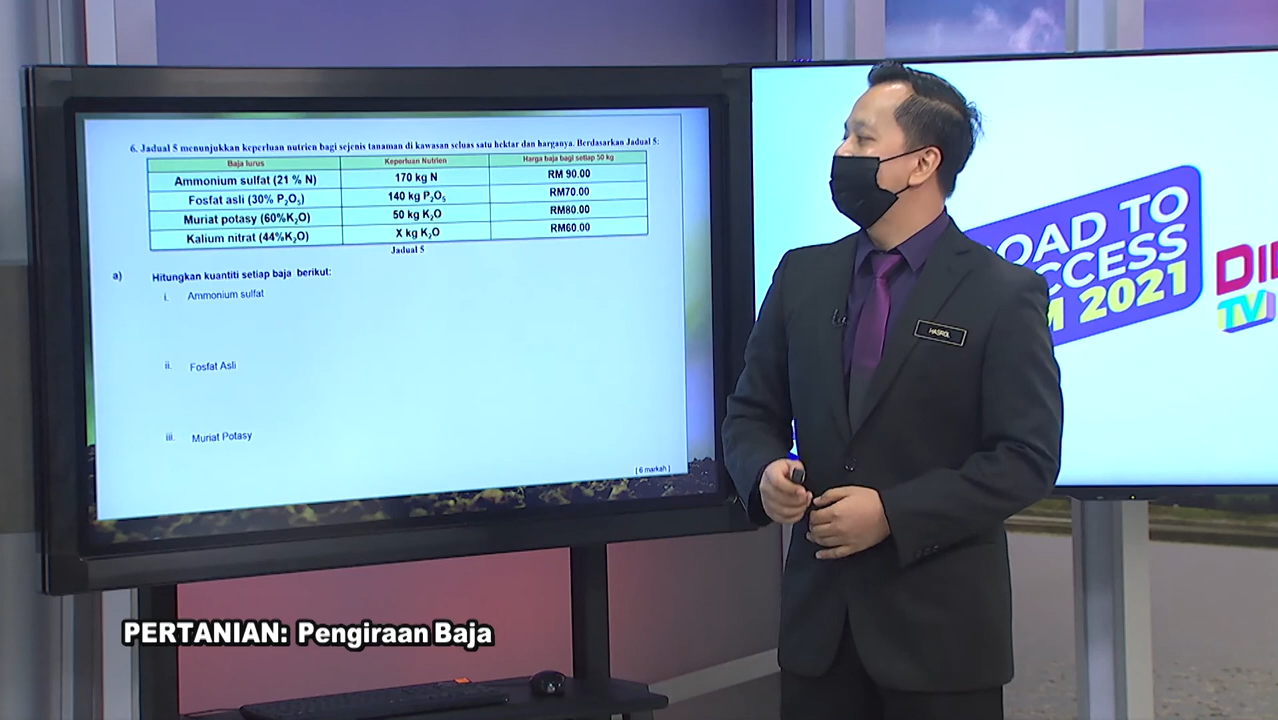 6. Jadual 5 menunjukkan keperluan nutrien bagi sejenis tanaman di kawasan seluas satu hektar dan harganya. Berdasarkan Jadual 5:
Baja lurus Keperluan Nutrien Harga baja bagi setiap 50 kg
Ammonium sulfat (21 % N) 170 kg N RM 90.00
Fosfat asli (30% P₂O₅) 140 kg P₂O₅ RM70.00
Muriat potasy (60%K₂O) 50 kg K₂O RM80.00
Kalium nitrat (44%K₂O) X kg K₂O RM60.00
Jadual 5
a) Hitungkan kuantiti setiap baja berikut:
i. Ammonium sulfat
ii. Fosfat Asli
iii. Muriat Potasy
[ 6 markah ]
OAD TO
CCESS
M 2021
TV
HASROL
PERTANIAN: Pengiraan Baja